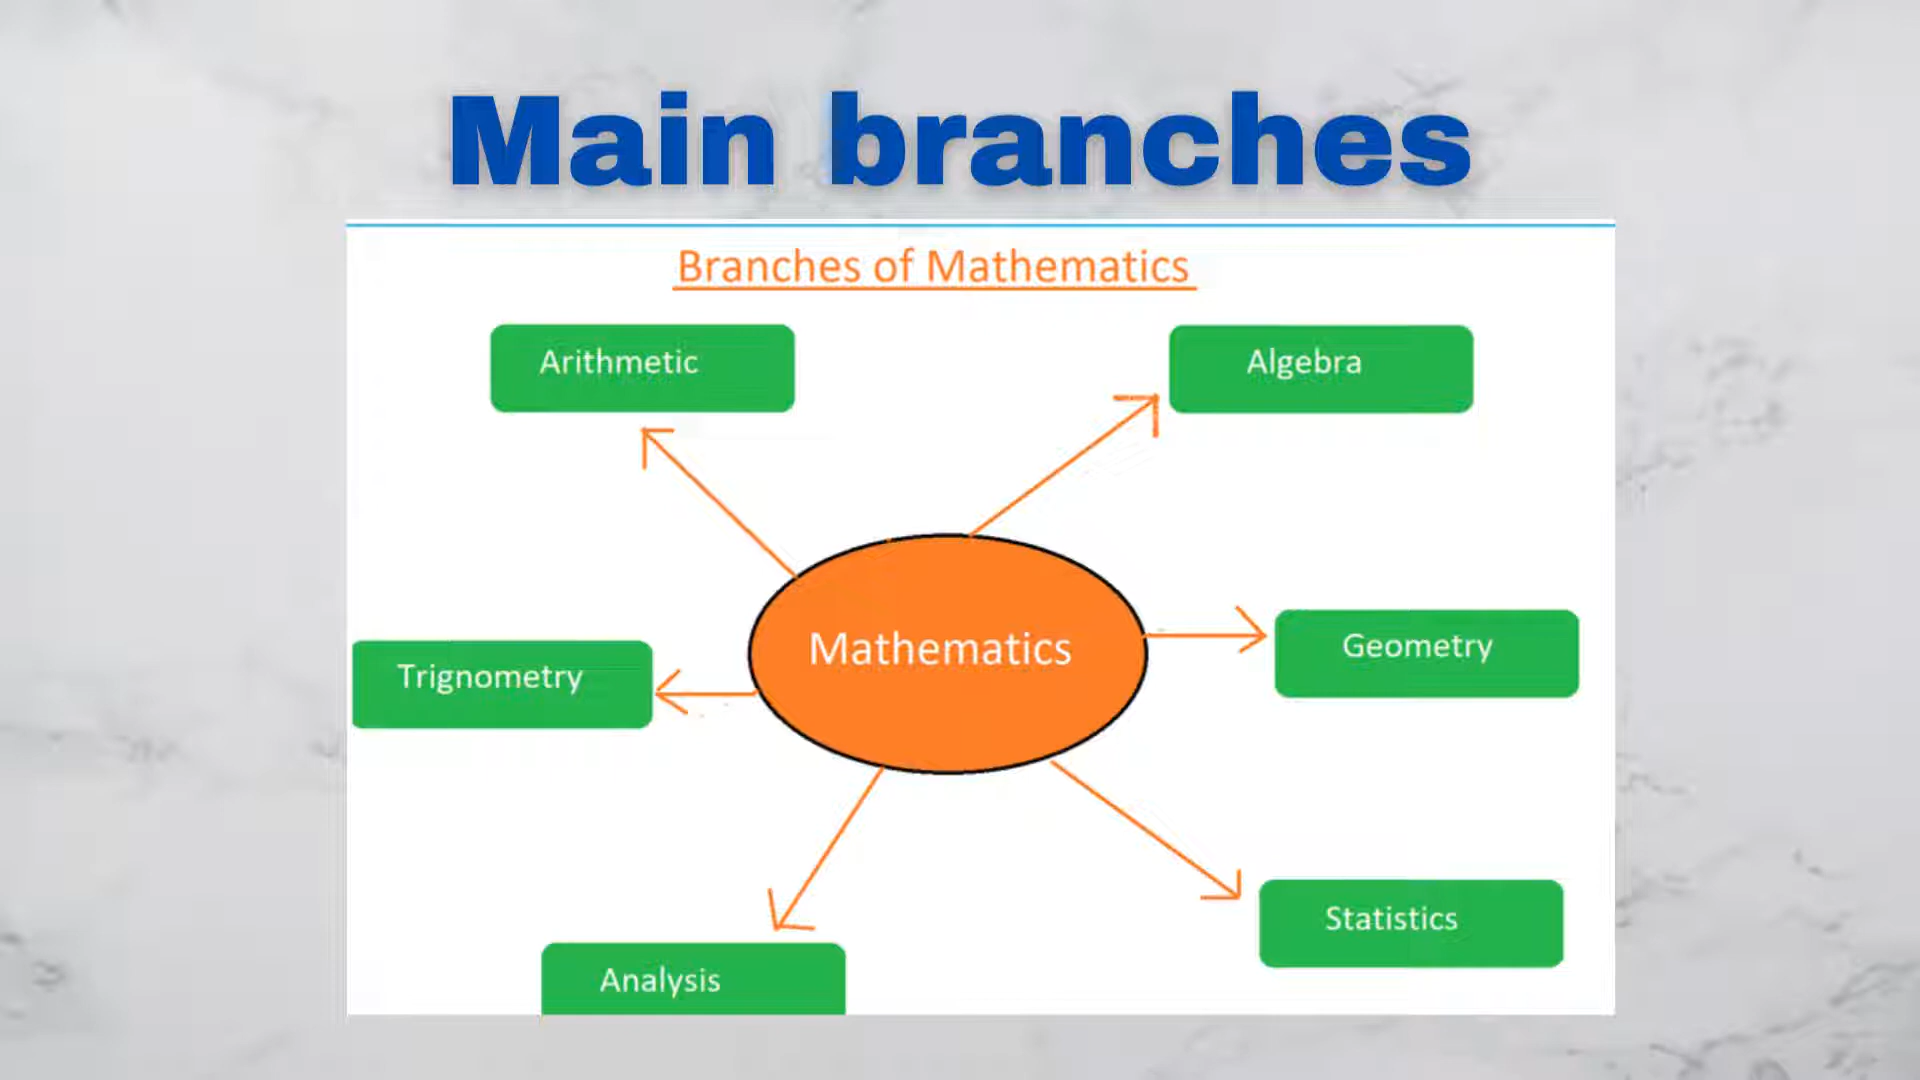 Main branches
Branches of Mathematics
Arithmetic
Algebra
Mathematics
Geometry
Trignometry
Statistics
Analysis